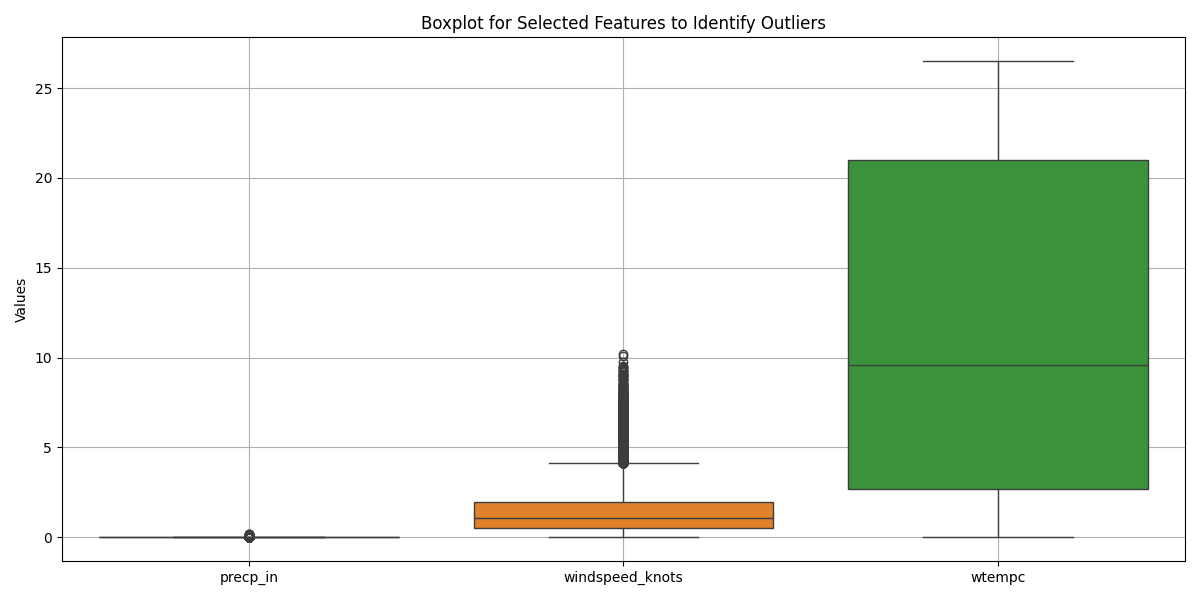 Boxplot for Selected Features to Identify Outliers
Values
25
20
15
10
5
0
precp_in
windspeed_knots
wtempc